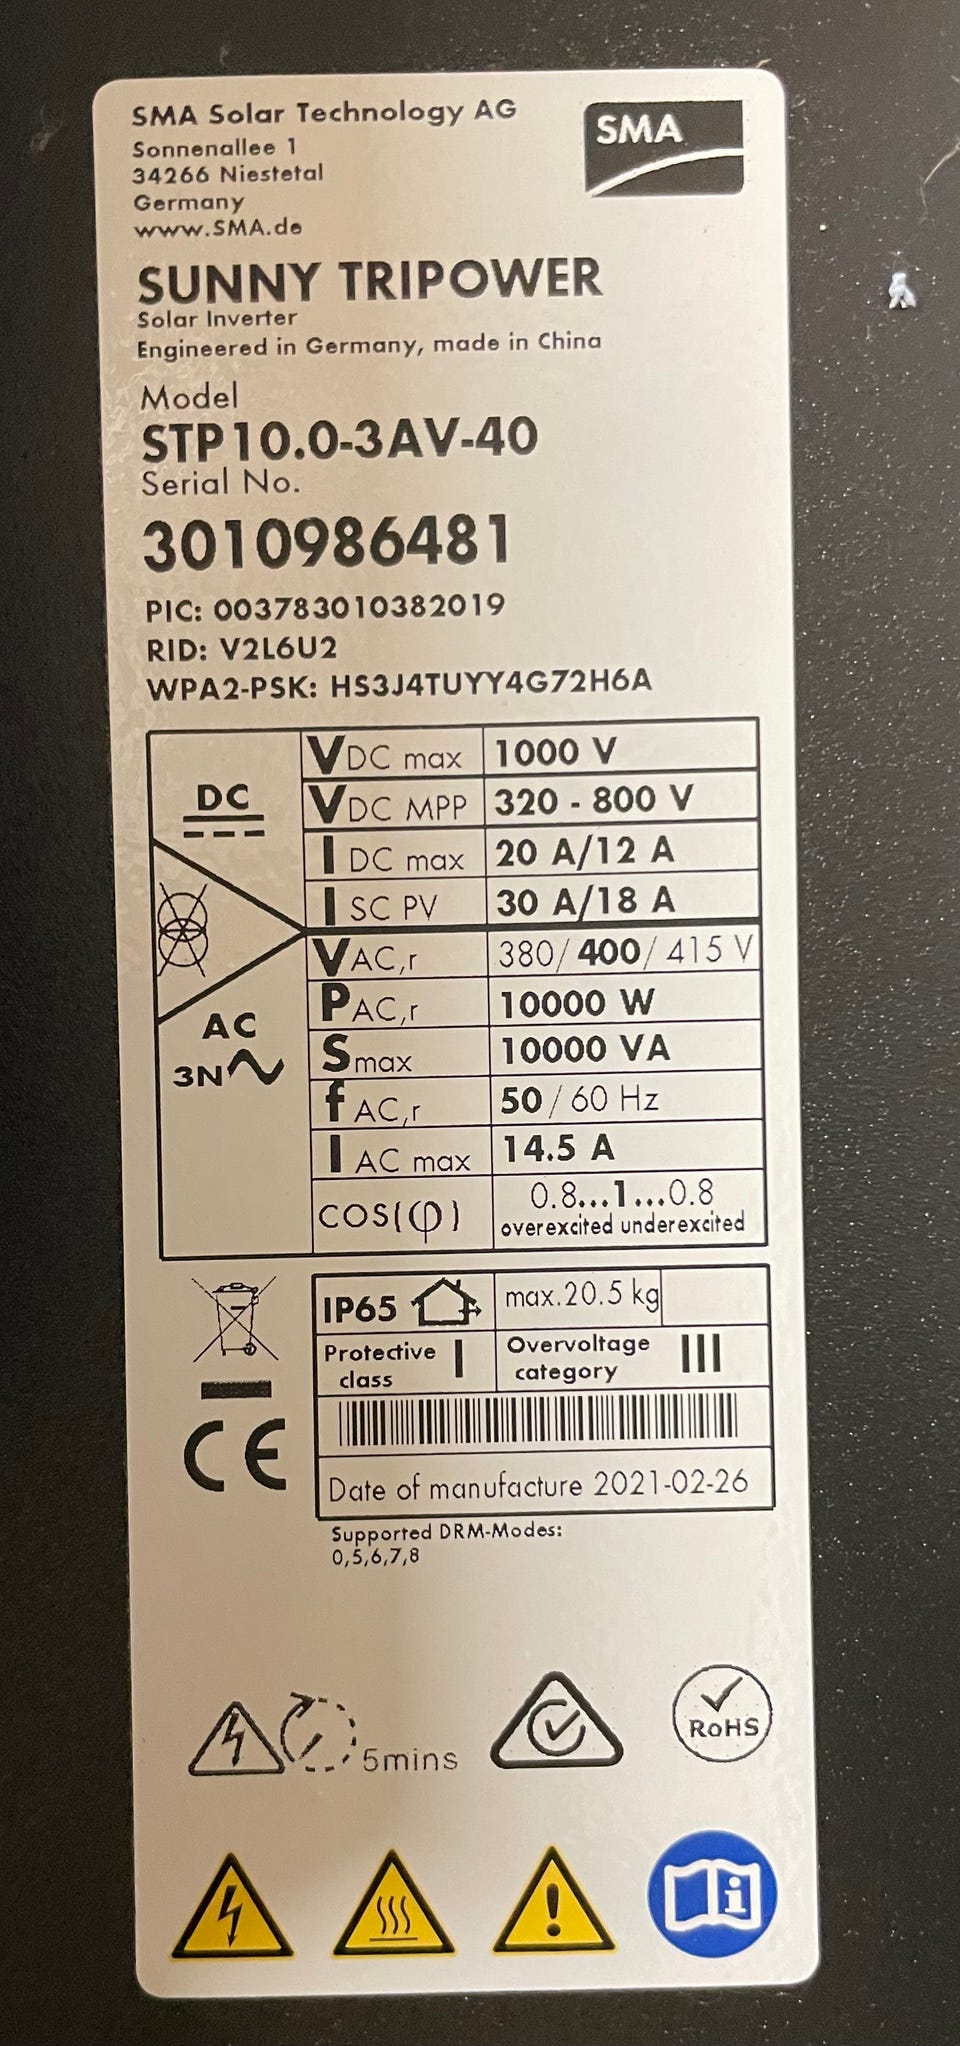 SMA Solar Technology AG
Sonnenallee 1
34266 Niestetal
Germany
www.SMA.de
SMA
SUNNY TRIPOWER
Solar Inverter
Engineered in Germany, made in China
Model
STP10.0-3AV-40
Serial No.
3010986481
PIC: 003783010382019
RID: V2L6U2
WPA2-PSK: HS3J4TUYY4G72H6A
DC
VDC max 1000 V
VDC MPP 320 - 800 V
I DC max 20 A/12 A
I SC PV 30 A/18 A
AC
3N
VAC,r 380/400/415 V
PAC,r 10000 W
Smax 10000 VA
fAC,r 50/60 Hz
I AC max 14.5 A
cos(φ) 0.8...1...0.8
overexcited underexcited
IP65 max.20.5 kg
Protective class I Overvoltage category III
CE
Date of manufacture 2021-02-26
Supported DRM-Modes:
0,5,6,7,8
5mins
RoHS
i